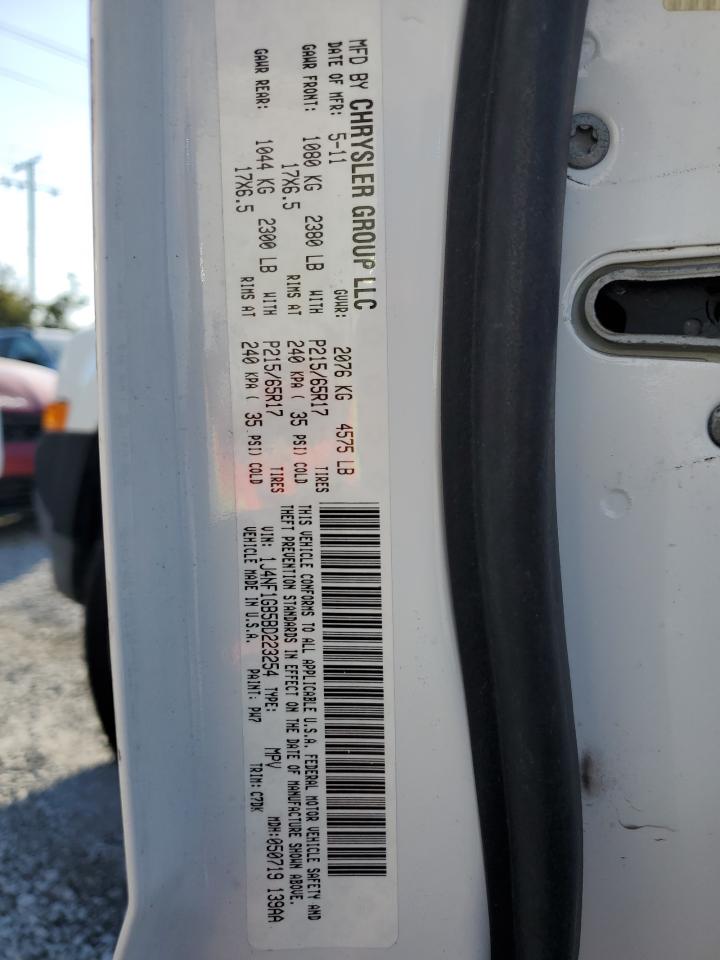 MFD BY CHRYSLER GROUP LLC
DATE OF MFR: 5-11 GVWR: 2076 KG 4575 LB
GAWR FRONT: 1080 KG 2380 LB WITH P215/65R17 TIRES
17X6.5 RIMS AT 240 KPA ( 35 PSI) COLD
GAWR REAR: 1044 KG 2300 LB WITH P215/65R17 TIRES
17X6.5 RIMS AT 240 KPA ( 35 PSI) COLD
THIS VEHICLE CONFORMS TO ALL APPLICABLE U.S.A. FEDERAL MOTOR VEHICLE SAFETY AND
THEFT PREVENTION STANDARDS IN EFFECT ON THE DATE OF MANUFACTURE SHOWN ABOVE.
VIN: 1J4NF1GB5BD223254 TYPE: MPV MDH:050719 139AA
VEHICLE MADE IN U.S.A. PAINT: PW7 TRIM: C7DK